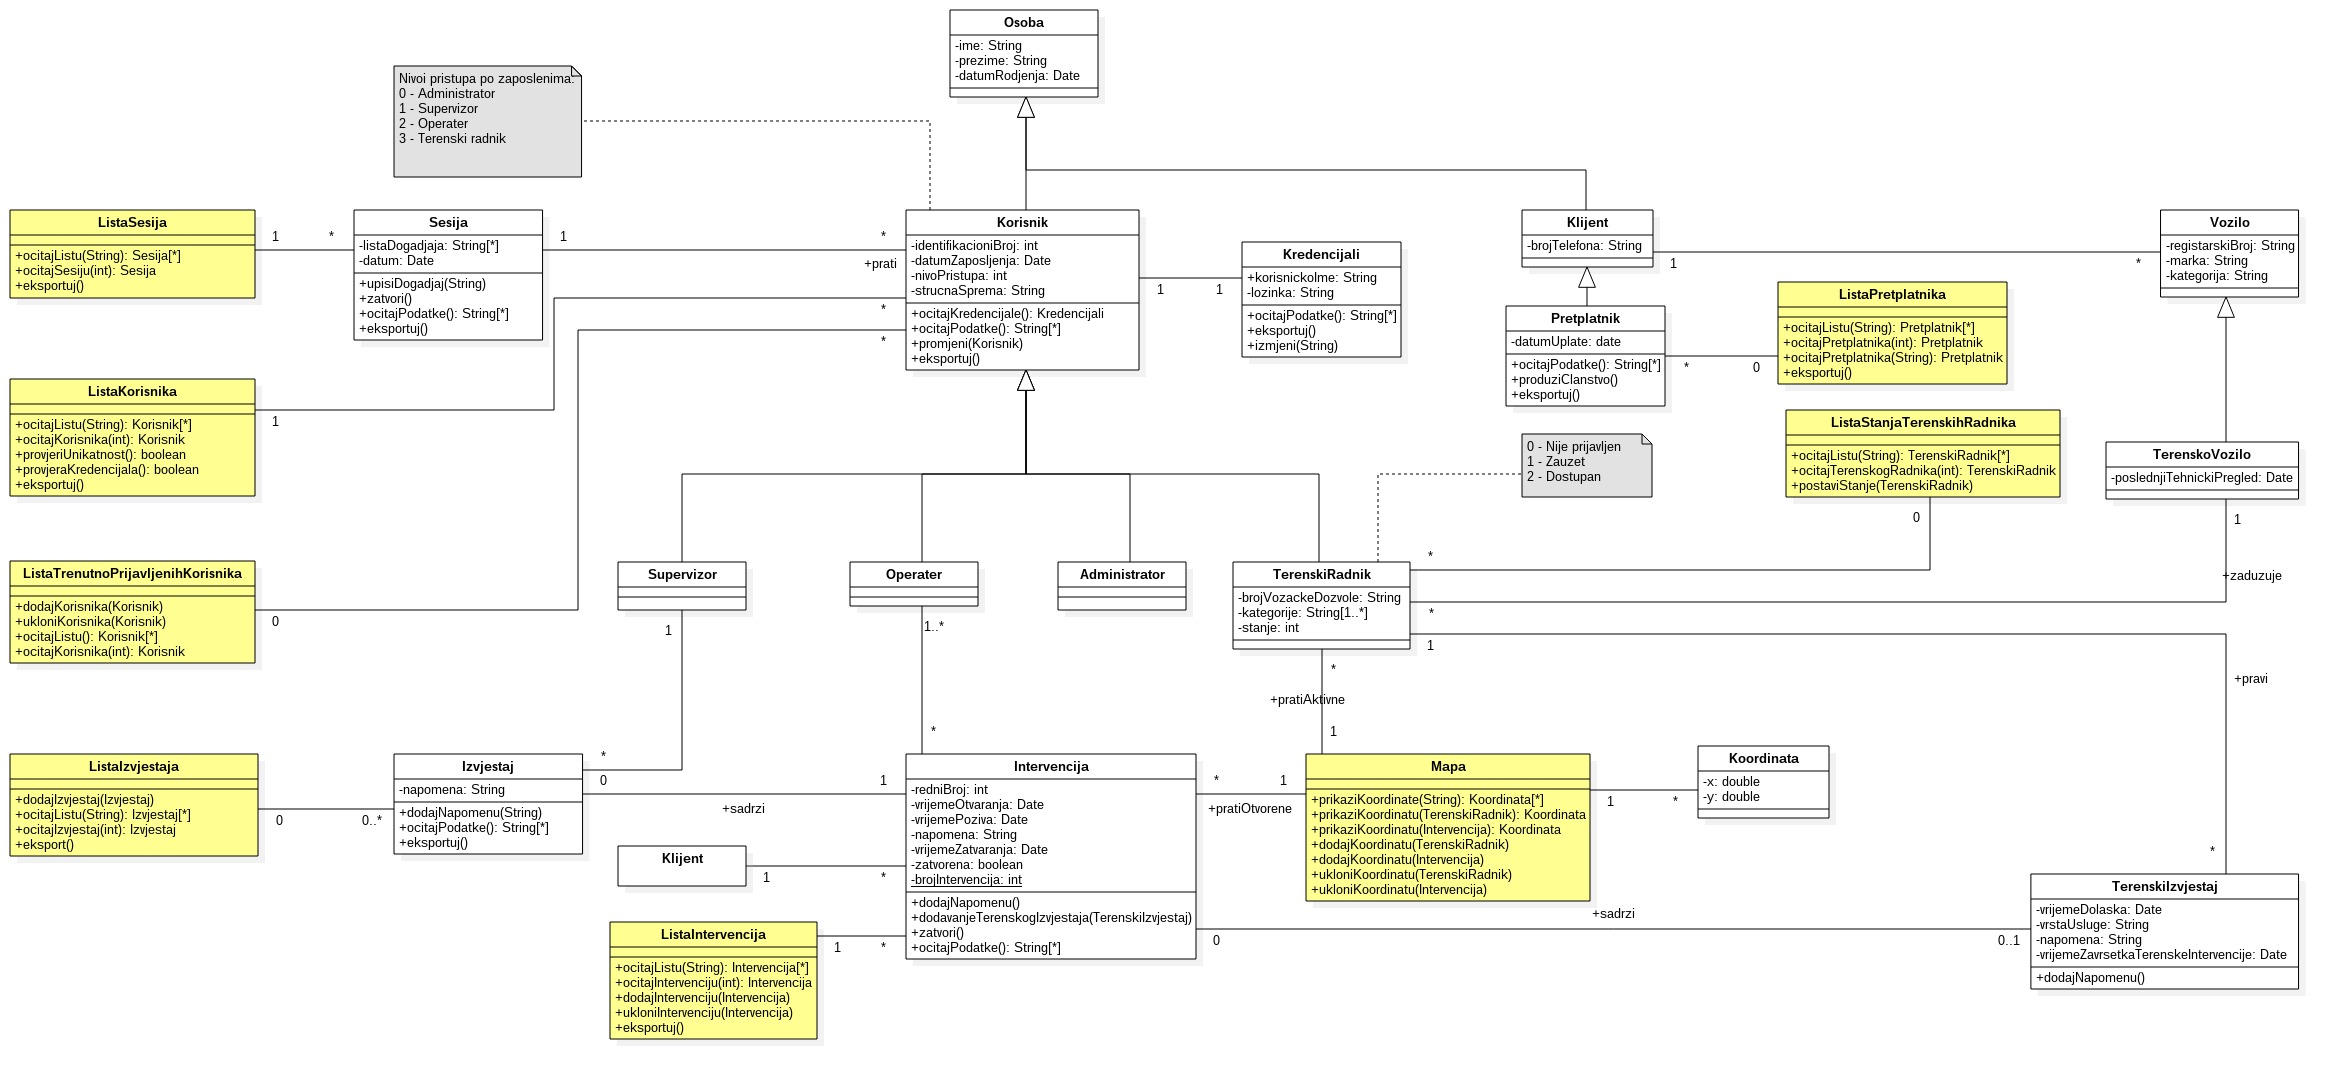 Osoba
-ime: String
-prezime: String
-datumRodjenja: Date
Nivoi pristupa po zaposlenima:
0 - Administrator
1 - Supervizor
2 - Operater
3 - Terenski radnik
ListaSesija
+ocitajListu(String): Sesija[*]
+ocitajSesiju(int): Sesija
+eksportuj()
1
*
Sesija
-listaDogadjaja: String[*]
-datum: Date
+upisiDogadjaj(String)
+zatvori()
+ocitajPodatke(): String[*]
+eksportuj()
1
*
+prati
*
*
Korisnik
-identifikacioniBroj: int
-datumZaposljenja: Date
-nivoPristupa: int
-strucnaSprema: String
+ocitajKredencijale(): Kredencijali
+ocitajPodatke(): String[*]
+promjeni(Korisnik)
+eksportuj()
1
1
Kredencijali
+korisnickoIme: String
-lozinka: String
+ocitajPodatke(): String[*]
+eksportuj()
+izmjeni(String)
Klijent
-brojTelefona: String
1
*
Vozilo
-registarskiBroj: String
-marka: String
-kategorija: String
Pretplatnik
-datumUplate: date
+ocitajPodatke(): String[*]
+produziClanstvo()
+eksportuj()
*
0
ListaPretplatnika
+ocitajListu(String): Pretplatnik[*]
+ocitajPretplatnika(int): Pretplatnik
+ocitajPretplatnika(String): Pretplatnik
+eksportuj()
ListaKorisnika
+ocitajListu(String): Korisnik[*]
+ocitajKorisnika(int): Korisnik
+provjeriUnikatnost(): boolean
+provjeraKredencijala(): boolean
+eksportuj()
1
0 - Nije prijavljen
1 - Zauzet
2 - Dostupan
ListaStanjaTerenskihRadnika
+ocitajListu(String): TerenskiRadnik[*]
+ocitajTerenskogRadnika(int): TerenskiRadnik
+postaviStanje(TerenskiRadnik)
0
*
TerenskoVozilo
-poslednjiTehnickiPregled: Date
1
+zaduzuje
*
ListaTrenutnoPrijavljenihKorisnika
+dodajKorisnika(Korisnik)
+ukloniKorisnika(Korisnik)
+ocitajListu(): Korisnik[*]
+ocitajKorisnika(int): Korisnik
0
Supervizor
1
Operater
1..*
Administrator
TerenskiRadnik
-brojVozackeDozvole: String
-kategorije: String[1..*]
-stanje: int
1
+pravi
*
+pratiAktivne
1
*
*
*
ListaIzvjestaja
+dodajIzvjestaj(Izvjestaj)
+ocitajListu(String): Izvjestaj[*]
+ocitajIzvjestaj(int): Izvjestaj
+eksport()
0
0..*
Izvjestaj
-napomena: String
+dodajNapomenu(String)
+ocitajPodatke(): String[*]
+eksportuj()
0
1
+sadrzi
Klijent
1
*
ListaIntervencija
+ocitajListu(String): Intervencija[*]
+ocitajIntervenciju(int): Intervencija
+dodajIntervenciju(Intervencija)
+ukloniIntervenciju(Intervencija)
+eksportuj()
1
*
Intervencija
-redniBroj: int
-vrijemeOtvaranja: Date
-vrijemePoziva: Date
-napomena: String
-vrijemeZatvaranja: Date
-zatvorena: boolean
-brojIntervencija: int
+dodajNapomenu()
+dodavanjeTerenskogIzvjestaja(TerenskiIzvjestaj)
+zatvori()
+ocitajPodatke(): String[*]
*
1
+pratiOtvorene
Mapa
+prikaziKoordinate(String): Koordinata[*]
+prikaziKoordinatu(TerenskiRadnik): Koordinata
+prikaziKoordinatu(Intervencija): Koordinata
+dodajKoordinatu(TerenskiRadnik)
+dodajKoordinatu(Intervencija)
+ukloniKoordinatu(TerenskiRadnik)
+ukloniKoordinatu(Intervencija)
1
*
Koordinata
-x: double
-y: double
+sadrzi
0
0..1
TerenskiIzvjestaj
-vrijemeDolaska: Date
-vrstaUsluge: String
-napomena: String
-vrijemeZavrsetkaTerenskeIntervencije: Date
+dodajNapomenu()